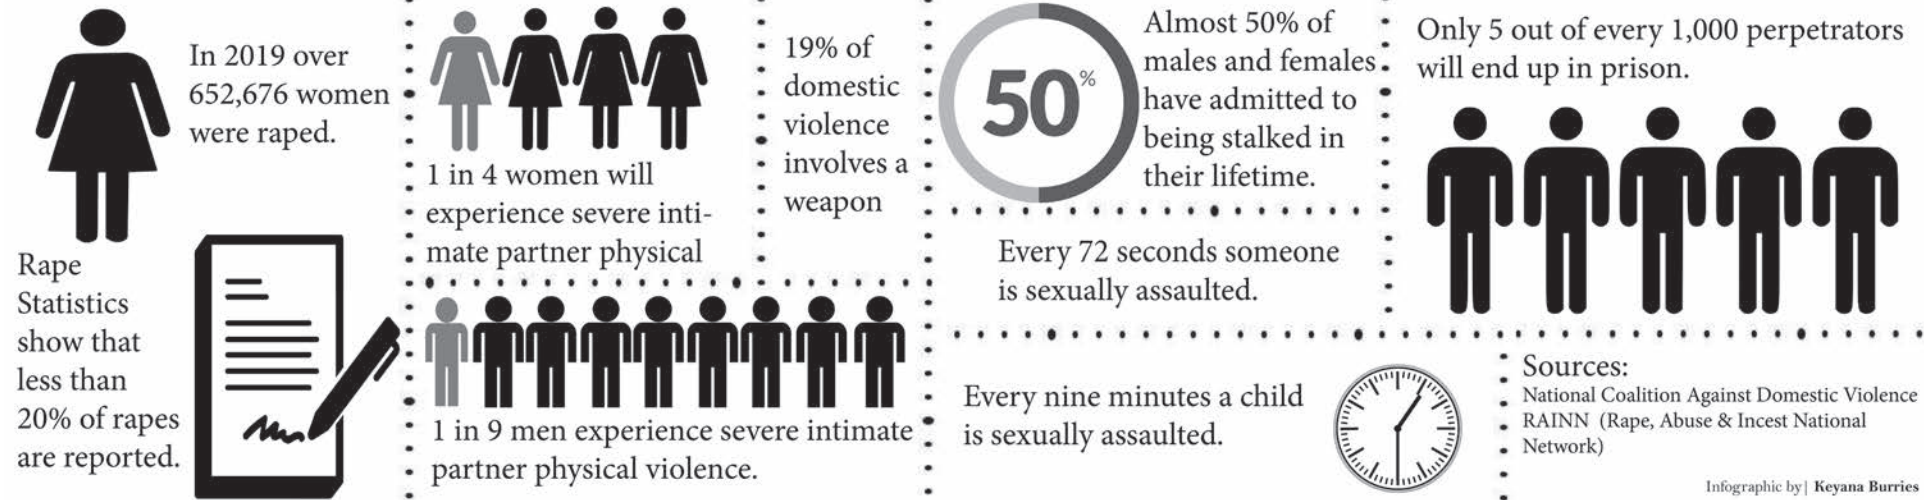 In 2019 over
652,676 women
were raped.
Rape
Statistics
show that
less than
20% of rapes
are reported.
1 in 4 women will
experience severe inti-
mate partner physical
1 in 9 men experience severe intimate
partner physical violence.
19% of
domestic
violence
involves a
weapon
50%
Almost 50% of
males and females
have admitted to
being stalked in
their lifetime.
Every 72 seconds someone
is sexually assaulted.
Every nine minutes a child
is sexually assaulted.
Only 5 out of every 1,000 perpetrators
will end up in prison.
Sources:
National Coalition Against Domestic Violence
RAINN (Rape, Abuse & Incest National
Network)
Infographic by| Keyana Burries